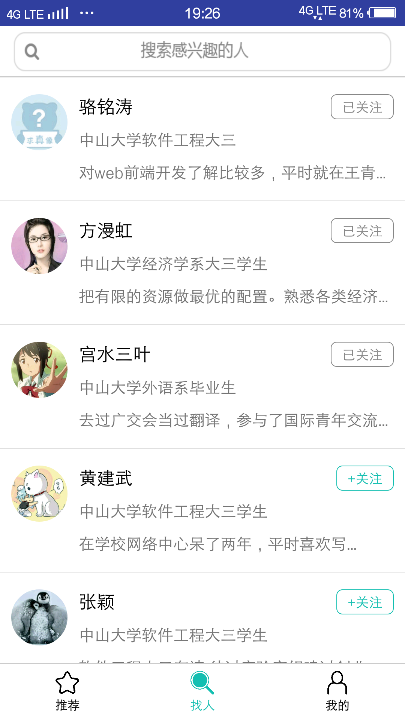 4G LTE 19:26 4G LTE 81%
搜索感兴趣的人
?
求真像
骆铭涛 已关注
中山大学软件工程大三
对web前端开发了解比较多，平时就在王青...
方漫虹 已关注
中山大学经济学系大三学生
把有限的资源做最优的配置。熟悉各类经济...
宫水三叶 已关注
中山大学外语系毕业生
去过广交会当过翻译，参与了国际青年交流...
黄建武 +关注
中山大学软件工程大三学生
在学校网络中心呆了两年，平时喜欢写...
张颖 +关注
中山大学软件工程大三学生
推荐 找人 我的